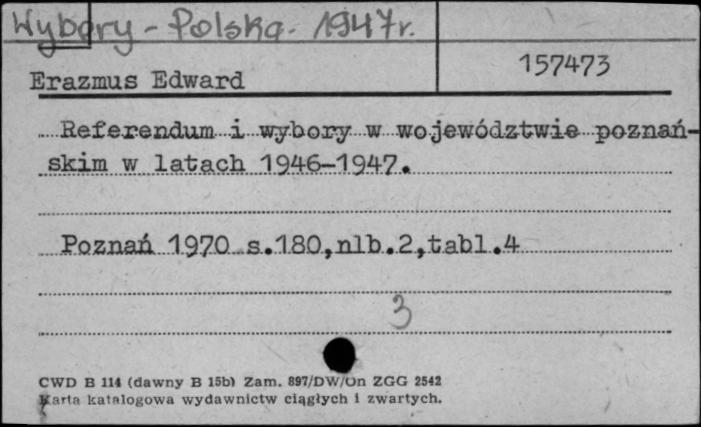 Wybory - Polska - 1947 r.
Erazmus Edward
157473
Referendum i wybory w województwie poznań-
skim w latach 1946-1947.
Poznań 1970 s.180,nlb.2,tabl.4
3
CWD B 114 (dawny B 15b) Zam. 897/DW/On ZGG 2542
Karta katalogowa wydawnictw ciągłych i zwartych.